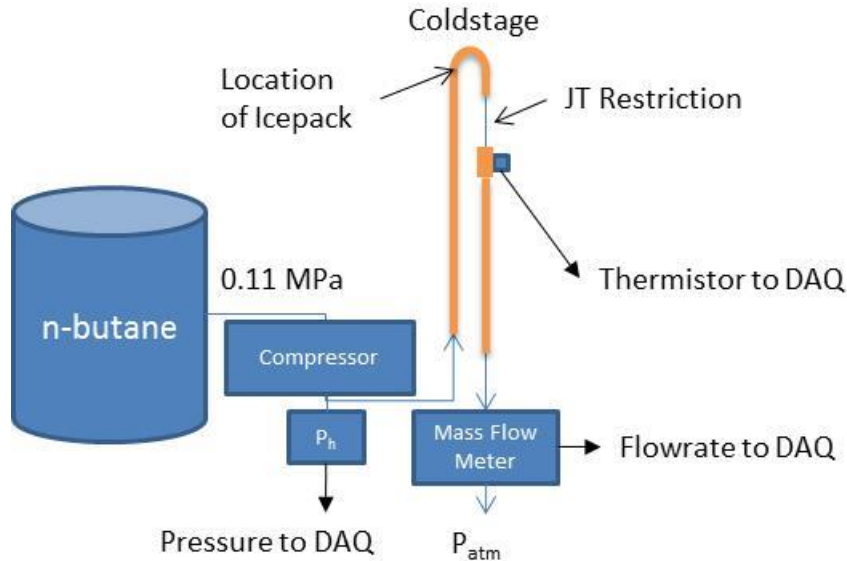 Coldstage
Location
of Icepack
JT Restriction
0.11 MPa
Thermistor to DAQ
n-butane
Compressor
Ph
Mass Flow
Meter
Flowrate to DAQ
Pressure to DAQ
Patm